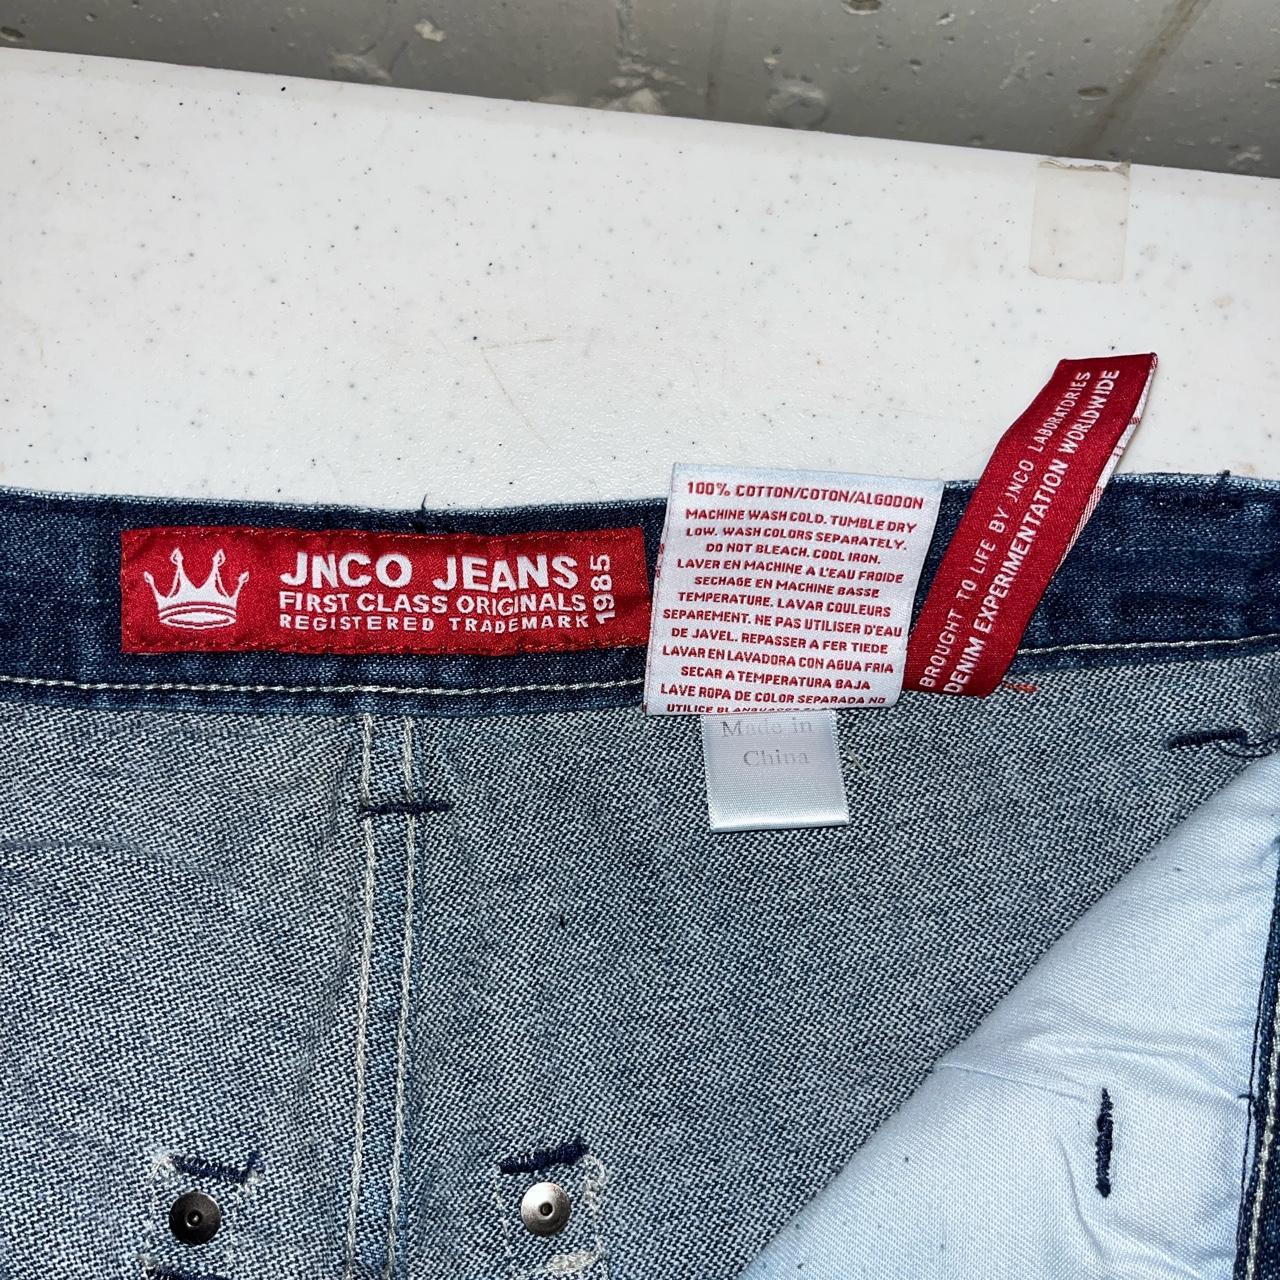 JNCO JEANS
FIRST CLASS ORIGINALS
REGISTERED TRADEMARK
1985
100% COTTON/COTON/ALGODON
MACHINE WASH COLD. TUMBLE DRY
LOW. WASH COLORS SEPARATELY.
DO NOT BLEACH. COOL IRON.
LAVER EN MACHINE A L'EAU FROIDE
SECHAGE EN MACHINE BASSE
TEMPERATURE. LAVAR COULEURS
SEPAREMENT. NE PAS UTILISER D'EAU
DE JAVEL. REPASSER A FER TIEDE
LAVAR EN LAVADORA CON AGUA FRIA
SECAR A TEMPERATURA BAJA
LAVE ROPA DE COLOR SEPARADA NO
UTILICE
Made in
China
BROUGHT TO LIFE BY JNCO LABORATORIES
DENIM EXPERIMENTATION WORLDWIDE